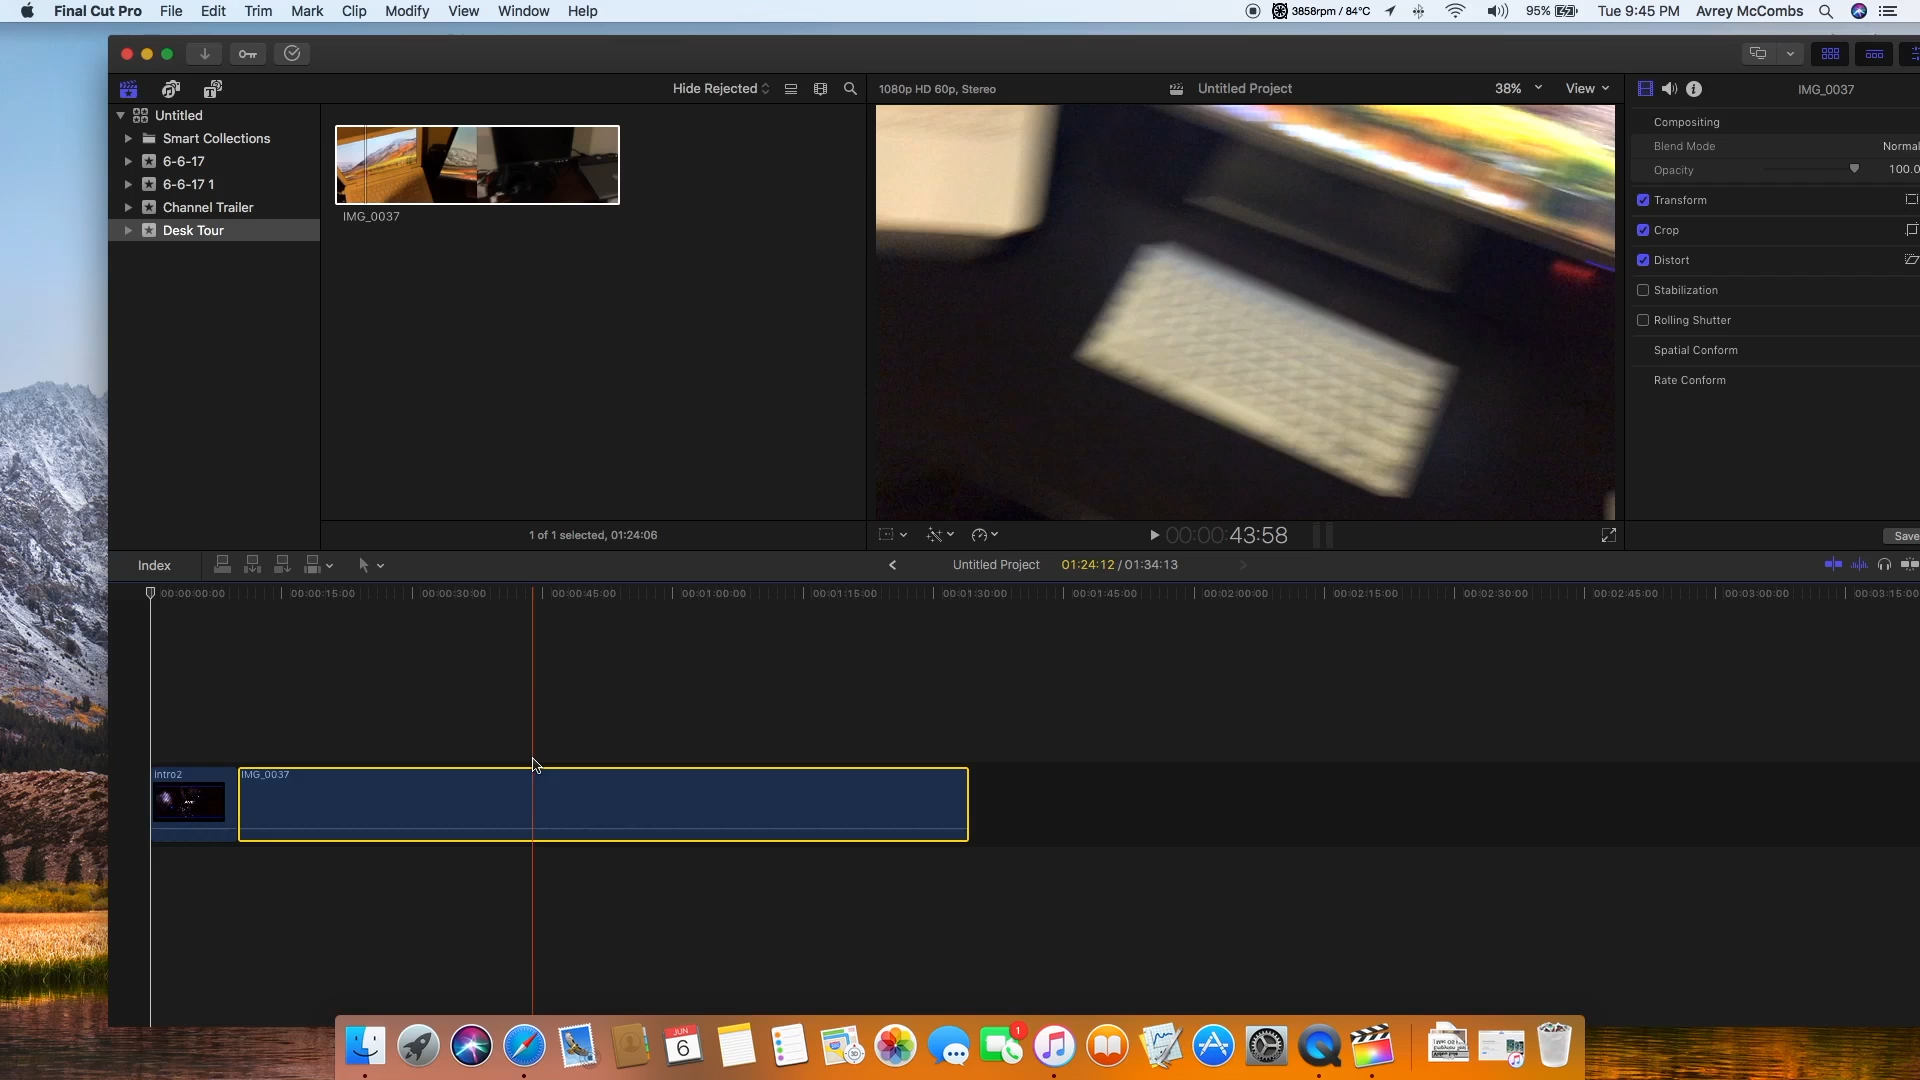 Final Cut Pro File Edit Trim Mark Clip Modify View Window Help
3858rpm / 84°C 95% Tue 9:45 PM Avrey McCombs
Hide Rejected
1080p HD 60p, Stereo Untitled Project 38% View
IMG_0037
Untitled
Smart Collections
6-6-17
6-6-17 1
Channel Trailer
Desk Tour
IMG_0037
Compositing
Blend Mode Normal
Opacity 100.0
Transform
Crop
Distort
Stabilization
Rolling Shutter
Spatial Conform
Rate Conform
1 of 1 selected, 01:24:06
00:00:43:58
Save
Index
Untitled Project 01:24:12 / 01:34:13
00:00:00:00 00:00:15:00 00:00:30:00 00:00:45:00 00:01:00:00 00:01:15:00 00:01:30:00 00:01:45:00 00:02:00:00 00:02:15:00 00:02:30:00 00:02:45:00 00:03:00:00 00:03:15:00
intro2
IMG_0037
JUN
6
1